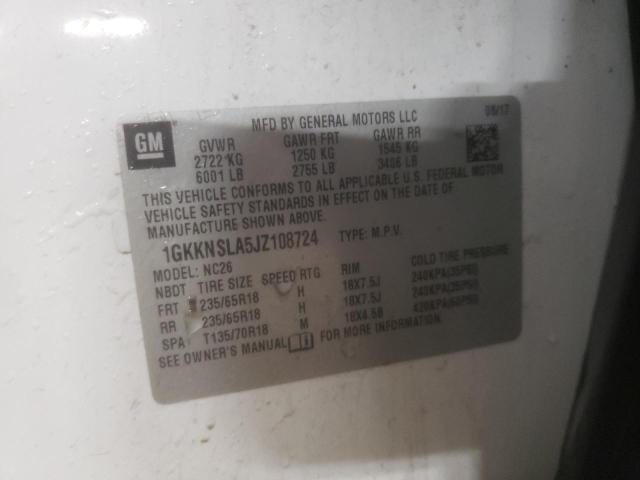 GM
MFD BY GENERAL MOTORS LLC 08/17
GVWR GAWR FRT GAWR RR
2722 KG 1250 KG 1545 KG
6001 LB 2755 LB 3406 LB
THIS VEHICLE CONFORMS TO ALL APPLICABLE U.S. FEDERAL MOTOR
VEHICLE SAFETY STANDARDS IN EFFECT ON THE DATE OF
MANUFACTURE SHOWN ABOVE.
1GKKNSLA5JZ108724 TYPE: M.P.V.
MODEL: NC26
NBDT TIRE SIZE SPEED RTG RIM COLD TIRE PRESSURE
FRT 235/65R18 H 18X7.5J 240KPA(35PSI)
RR 235/65R18 H 18X7.5J 240KPA(35PSI)
SPA T135/70R18 M 18X4.5B 420KPA(60PSI)
SEE OWNER'S MANUAL FOR MORE INFORMATION.